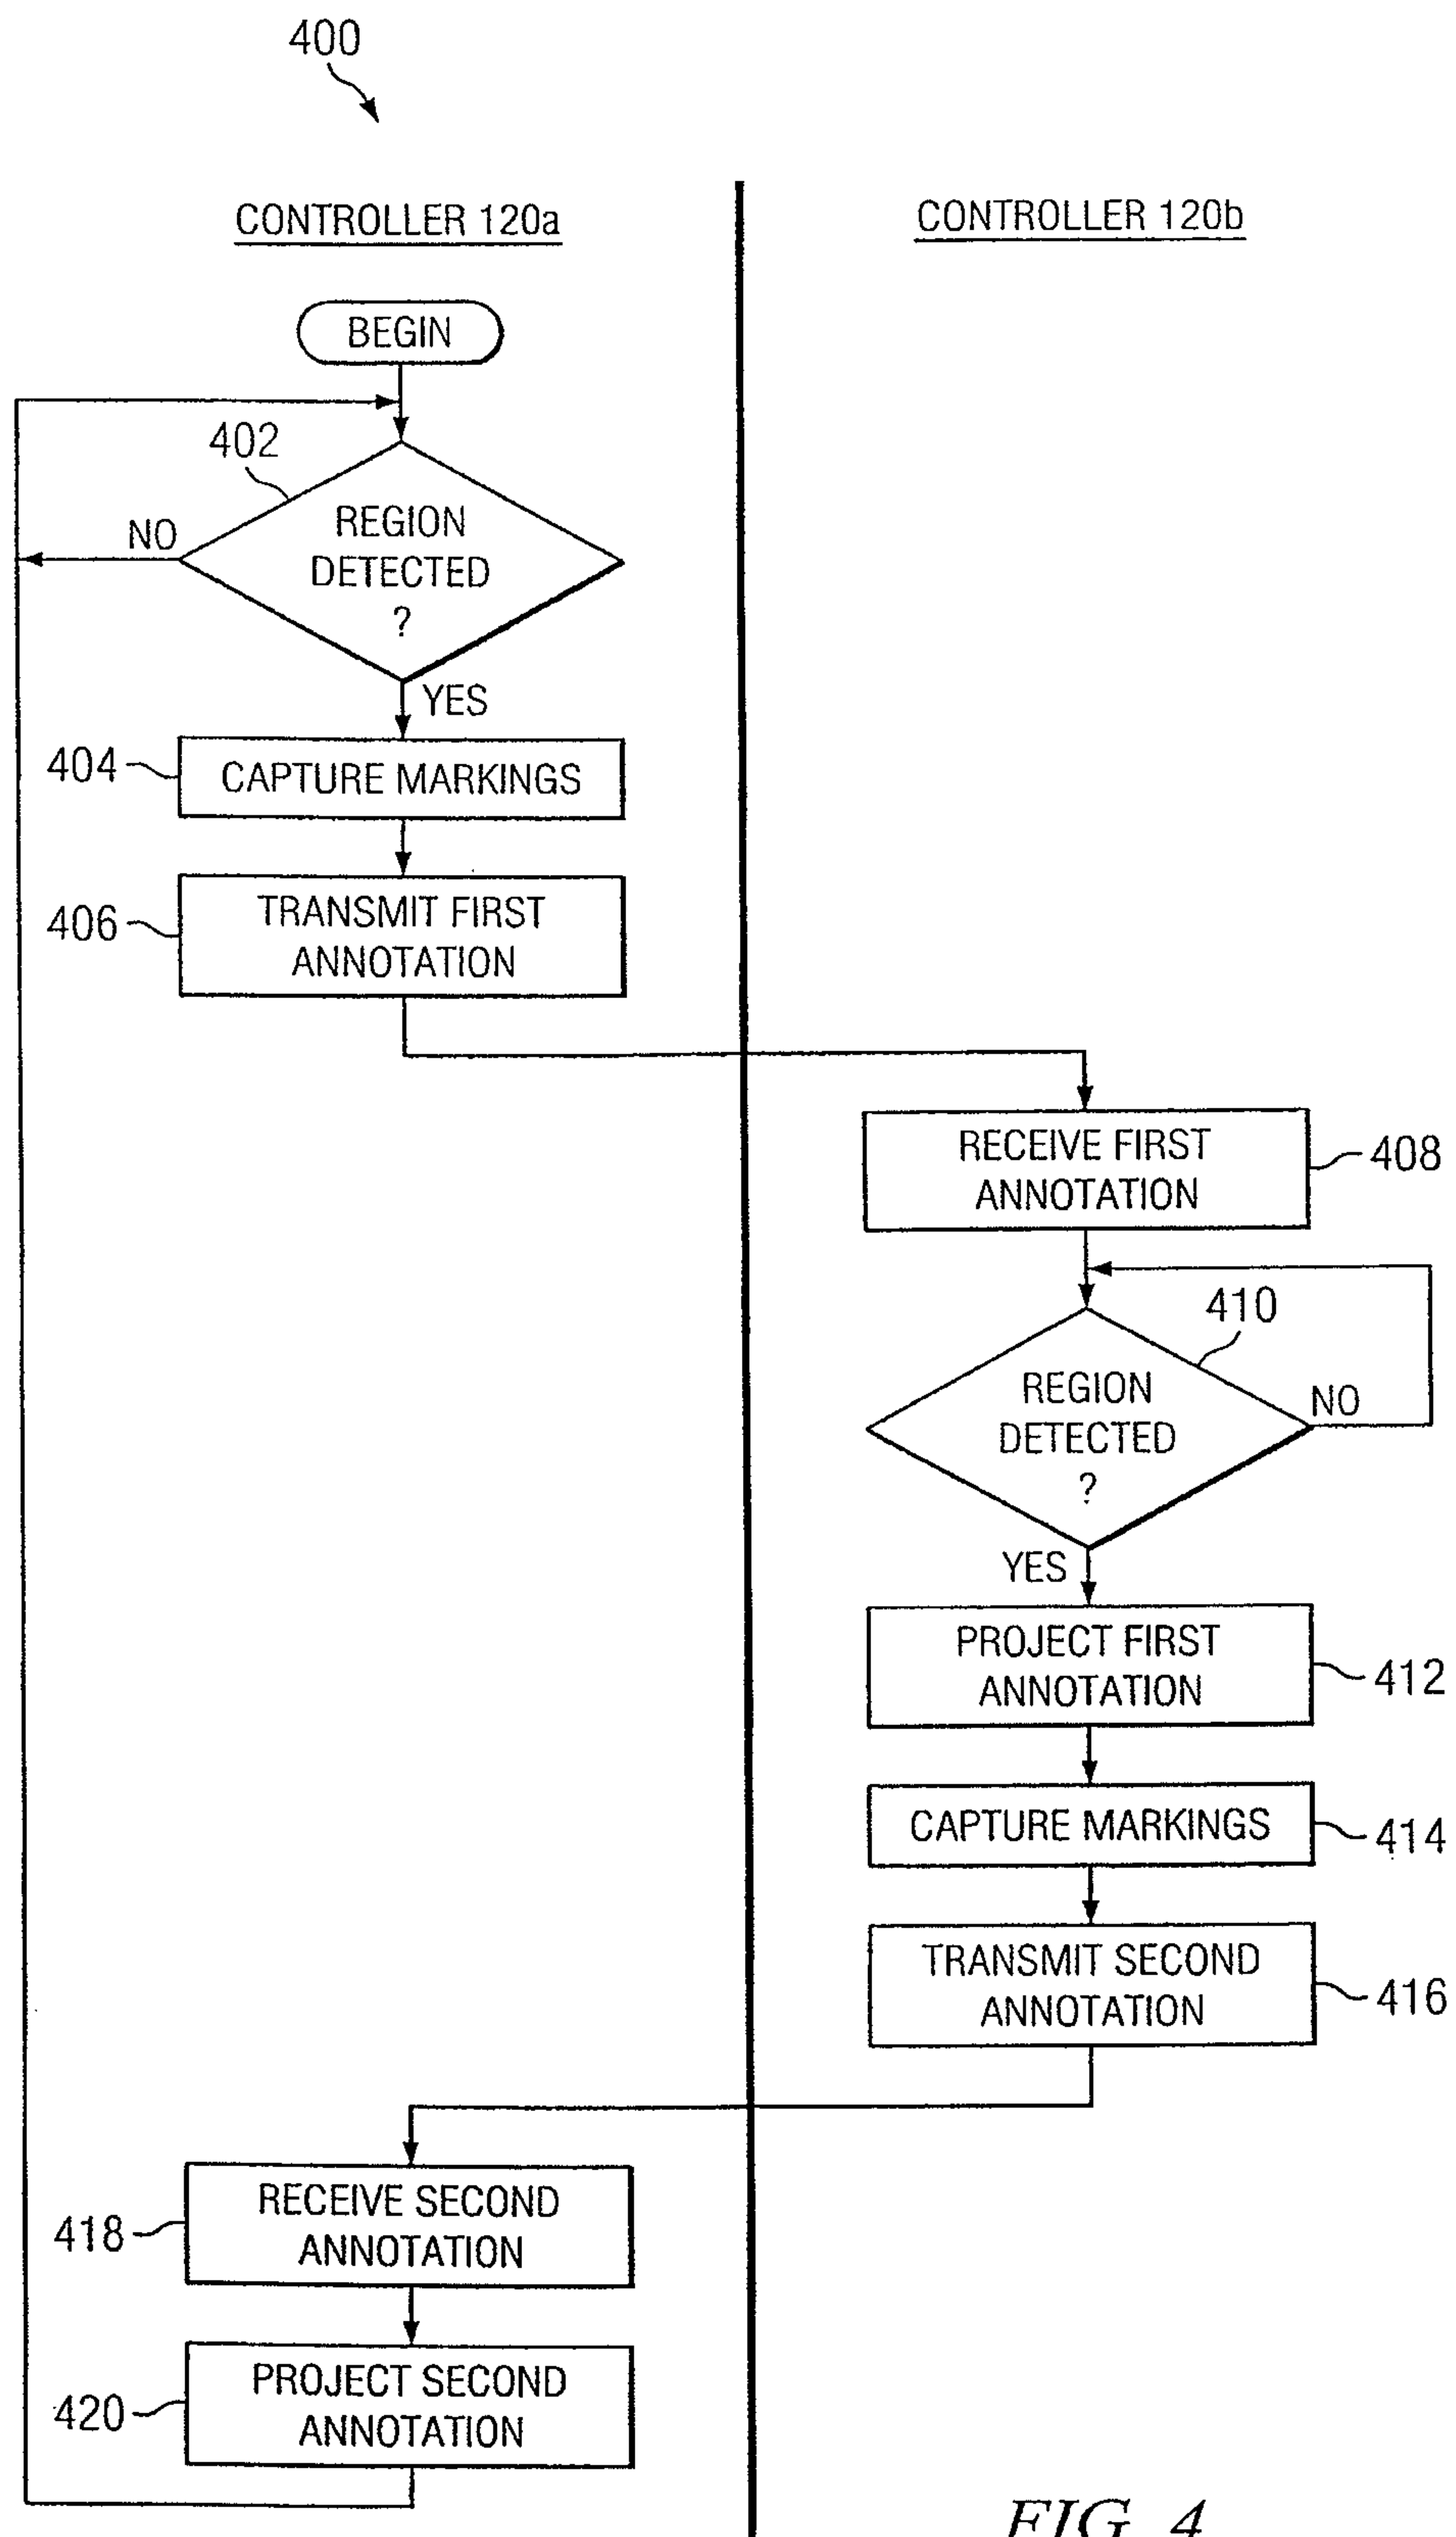 400
CONTROLLER 120a
CONTROLLER 120b
BEGIN
402
REGION
DETECTED
?
NO
YES
404
CAPTURE MARKINGS
406
TRANSMIT FIRST
ANNOTATION
RECEIVE FIRST
ANNOTATION
408
410
REGION
DETECTED
?
NO
YES
PROJECT FIRST
ANNOTATION
412
CAPTURE MARKINGS
414
TRANSMIT SECOND
ANNOTATION
416
418
RECEIVE SECOND
ANNOTATION
420
PROJECT SECOND
ANNOTATION
FIG. 4